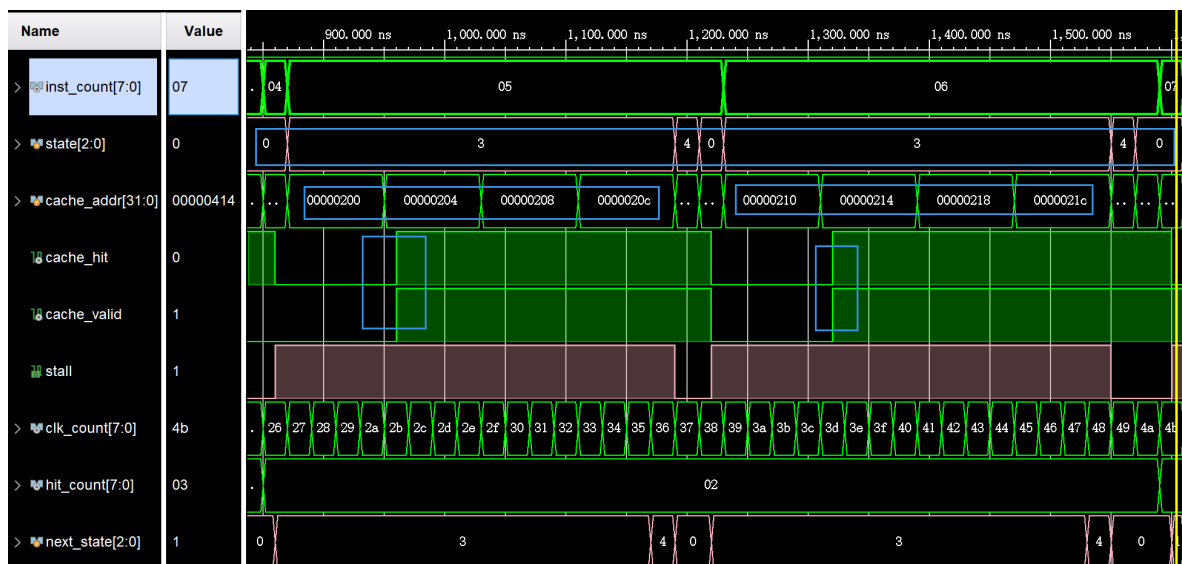 Name Value 900.000 ns 1,000.000 ns 1,100.000 ns 1,200.000 ns 1,300.000 ns 1,400.000 ns 1,500.000 ns
inst_count[7:0] 07 . 04 05 06 07
state[2:0] 0 0 3 4 0 3 4 0
cache_addr[31:0] 00000414 . .. 00000200 00000204 00000208 0000020c .. .. 00000210 00000214 00000218 0000021c .. .. ..
cache_hit 0
cache_valid 1
stall 1
clk_count[7:0] 4b . 26 27 28 29 2a 2b 2c 2d 2e 2f 30 31 32 33 34 35 36 37 38 39 3a 3b 3c 3d 3e 3f 40 41 42 43 44 45 46 47 48 49 4a 4b
hit_count[7:0] 03 . 02
next_state[2:0] 1 0 3 4 0 3 4 0 1